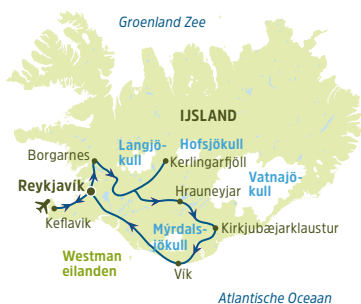 Groenland Zee
IJSLAND
Langjö-
kull
Hofsjökull
Borgarnes
Kerlingarfjöll
Vatnajö-
kull
Reykjavík
Hrauneyjar
Keflavik
Mýrdals-
jökull
Kirkjubæjarklaustur
Westman
eilanden
Vík
Atlantische Oceaan